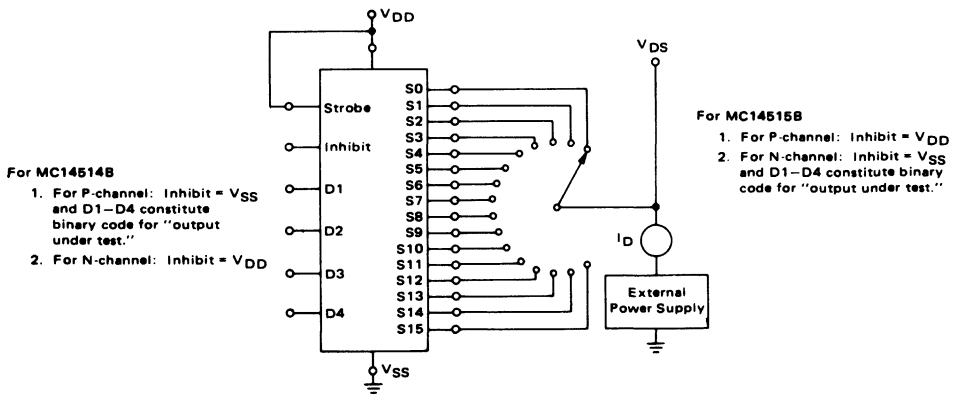 VDD
Strobe
Inhibit
D1
D2
D3
D4
S0
S1
S2
S3
S4
S5
S6
S7
S8
S9
S10
S11
S12
S13
S14
S15
VSS
VDS
ID
External
Power Supply
For MC14514B
1. For P-channel: Inhibit = VSS
and D1–D4 constitute
binary code for "output
under test."
2. For N-channel: Inhibit = VDD
For MC14515B
1. For P-channel: Inhibit = VDD
2. For N-channel: Inhibit = VSS
and D1–D4 constitute binary
code for "output under test."